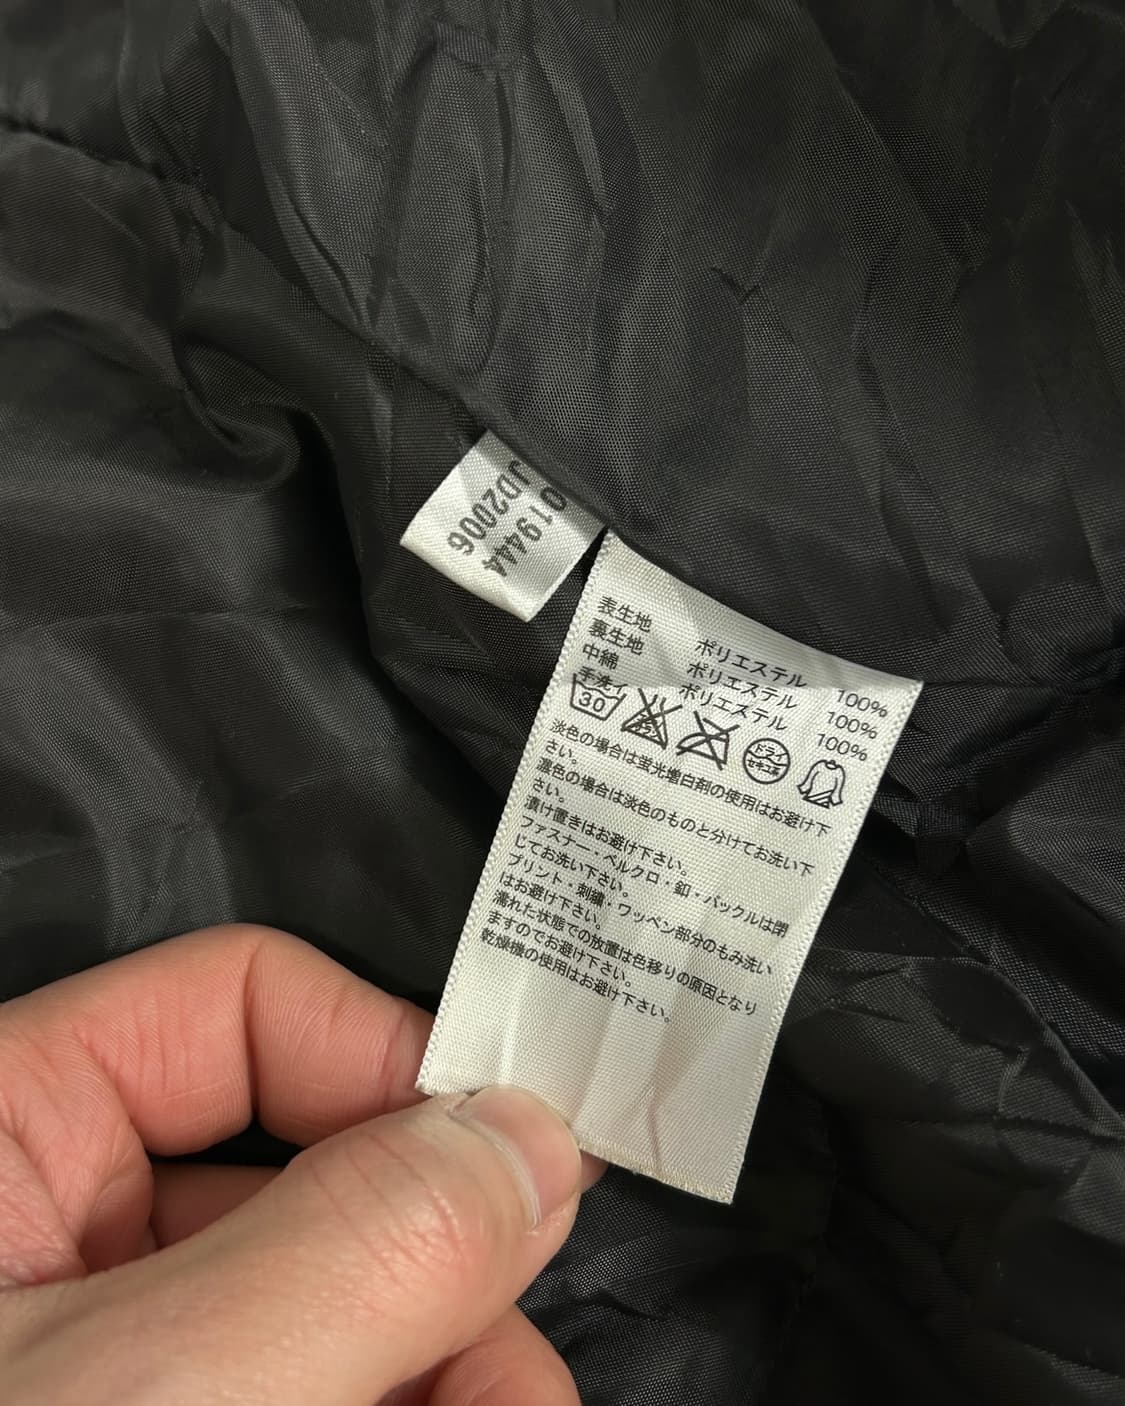 019444
JD2006
表生地 ポリエステル 100%
裏生地 ポリエステル 100%
中綿 ポリエステル 100%
手洗イ
30
ドライ
セキユ系
淡色の場合は蛍光増白剤の使用はお避け下
さい。
濃色の場合は淡色のものと分けてお洗い下
さい。
漬け置きはお避け下さい。
ファスナー・ベルクロ・釦・バックルは閉
じてお洗い下さい。
プリント・刺繍・ワッペン部分のもみ洗い
はお避け下さい。
濡れた状態での放置は色移りの原因となり
ますのでお避け下さい。
乾燥機の使用はお避け下さい。